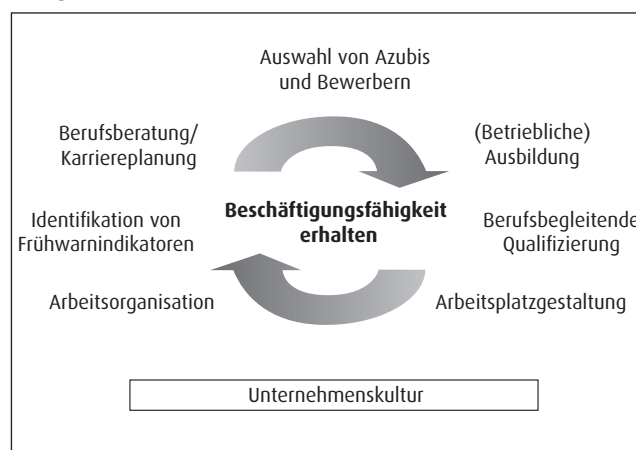 Auswahl von Azubis
und Bewerbern
Berufsberatung/
Karriereplanung
(Betriebliche)
Ausbildung
Beschäftigungsfähigkeit
erhalten
Identifikation von
Frühwarnindikatoren
Berufsbegleitende
Qualifizierung
Arbeitsorganisation
Arbeitsplatzgestaltung
Unternehmenskultur